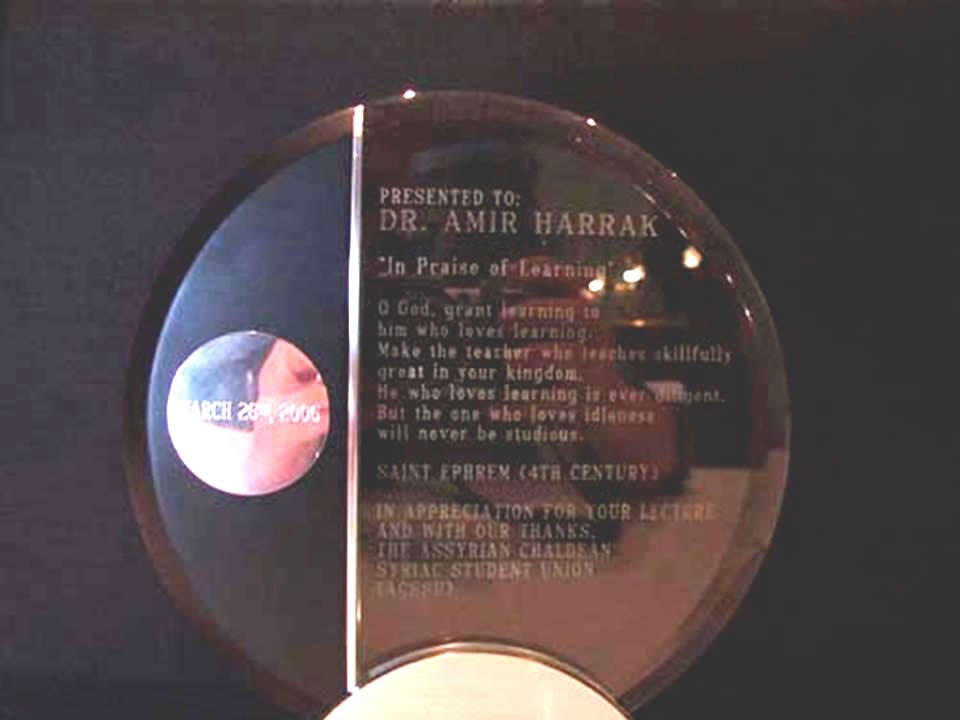 PRESENTED TO:
DR. AMIR HARRAK
"In Praise of Learning"
O God, grant learning to
him who loves learning.
Make the teacher who teaches skillfully
great in your kingdom.
He who loves learning is ever diligent.
But the one who loves idleness
will never be studious.
SAINT EPHREM (4TH CENTURY)
IN APPRECIATION FOR YOUR LECTURE
AND WITH OUR THANKS,
THE ASSYRIAN CHALDEAN
SYRIAC STUDENT UNION
(ACSSU)
MARCH